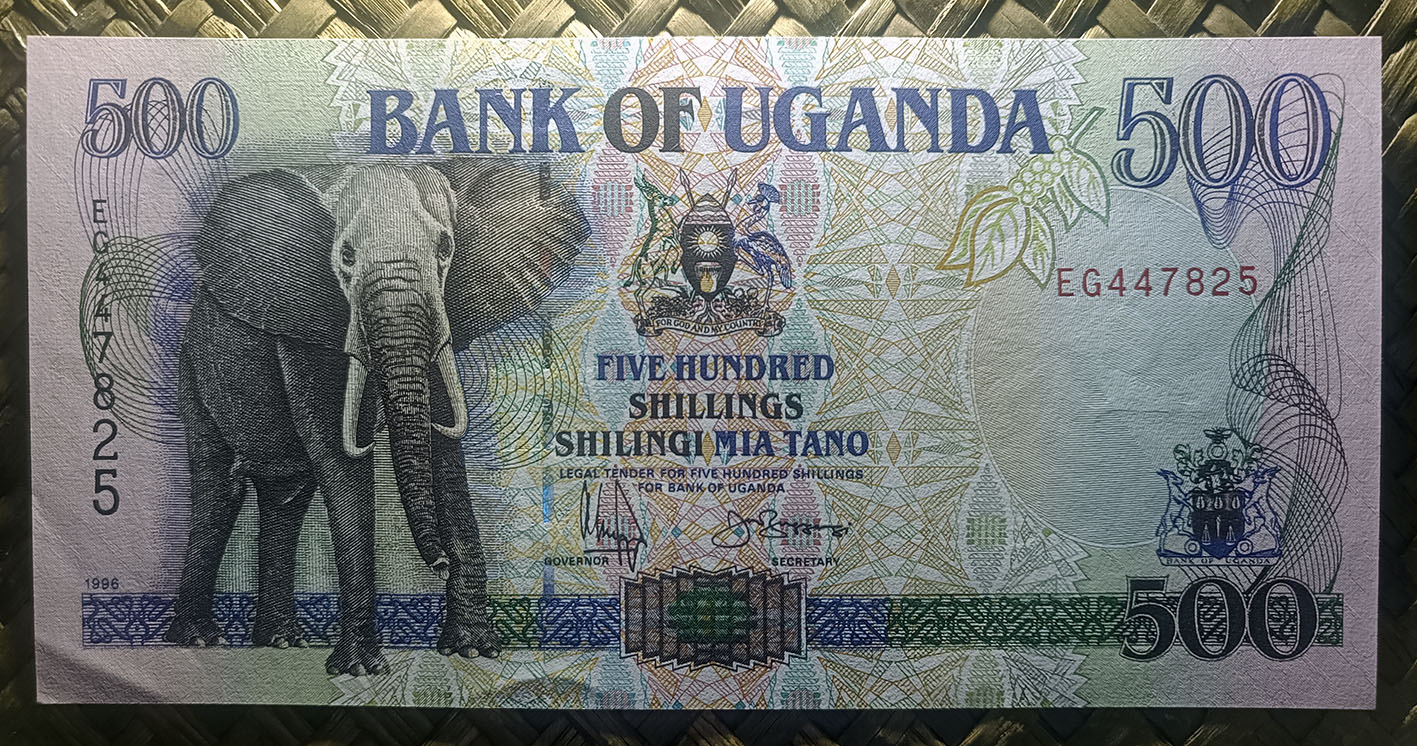 500
BANK OF UGANDA
500
EG447825
EG447825
FOR GOD AND MY COUNTRY
FIVE HUNDRED
SHILLINGS
SHILINGI MIA TANO
LEGAL TENDER FOR FIVE HUNDRED SHILLINGS
FOR BANK OF UGANDA
GOVERNOR
SECRETARY
BANK OF UGANDA
1996
500